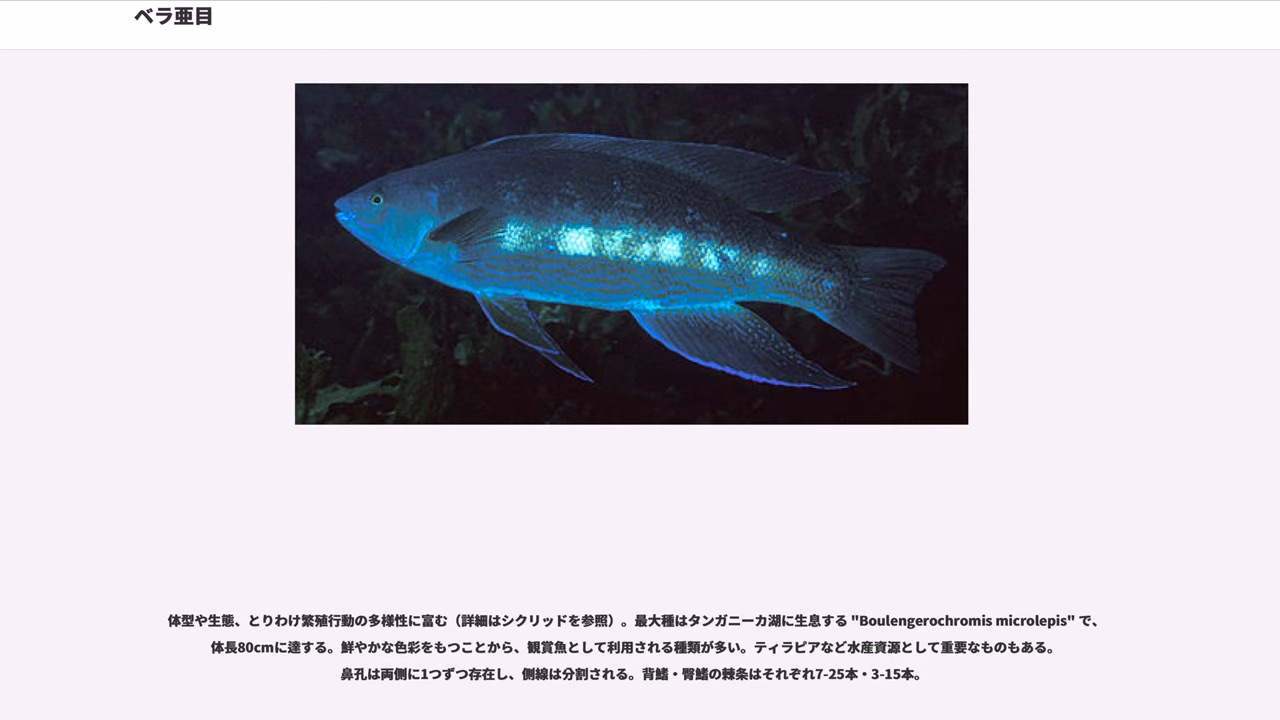 ベラ亜目
体型や生態、とりわけ繁殖行動の多様性に富む（詳細はシクリッドを参照）。最大種はタンガニーカ湖に生息する "Boulengerochromis microlepis" で、
体長80cmに達する。鮮やかな色彩をもつことから、観賞魚として利用される種類が多い。ティラピアなど水産資源として重要なものもある。
鼻孔は両側に1つずつ存在し、側線は分割される。背鰭・臀鰭の棘条はそれぞれ7-25本・3-15本。